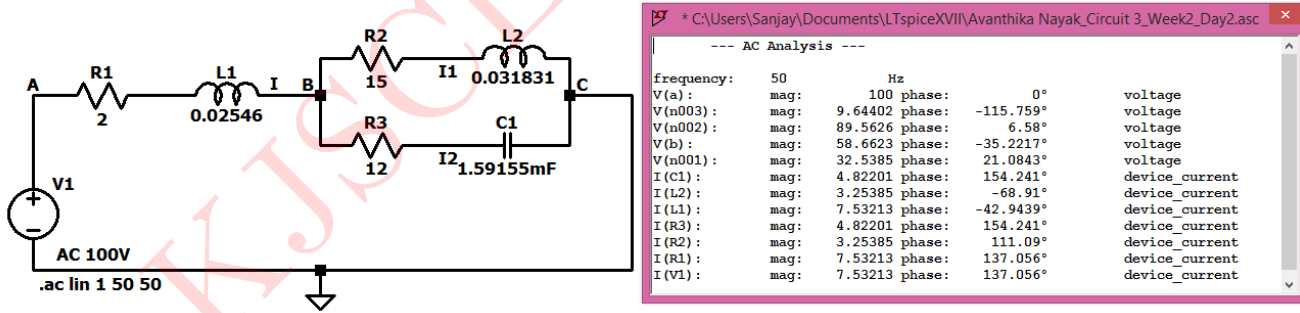 R2
L2
15
I1
0.031831
R1
L1
I
B
C
A
2
0.02546
R3
C1
12
I2
1.59155mF
V1
AC 100V
.ac lin 1 50 50
KJSCE
* C:\Users\Sanjay\Documents\LTspiceXVII\Avanthika Nayak_Circuit 3_Week2_Day2.asc
--- AC Analysis ---
frequency: 50 Hz
V(a): mag: 100 phase: 0° voltage
V(n003): mag: 9.64402 phase: -115.759° voltage
V(n002): mag: 89.5626 phase: 6.58° voltage
V(b): mag: 58.6623 phase: -35.2217° voltage
V(n001): mag: 32.5383 phase: 21.0843° voltage
I(C1): mag: 4.82201 phase: 154.241° device_current
I(L2): mag: 3.25385 phase: -68.91° device_current
I(L1): mag: 7.53213 phase: -42.9439° device_current
I(R3): mag: 4.82201 phase: 154.241° device_current
I(R2): mag: 3.25385 phase: 111.09° device_current
I(R1): mag: 7.53213 phase: 137.056° device_current
I(V1): mag: 7.53213 phase: 137.056° device_current